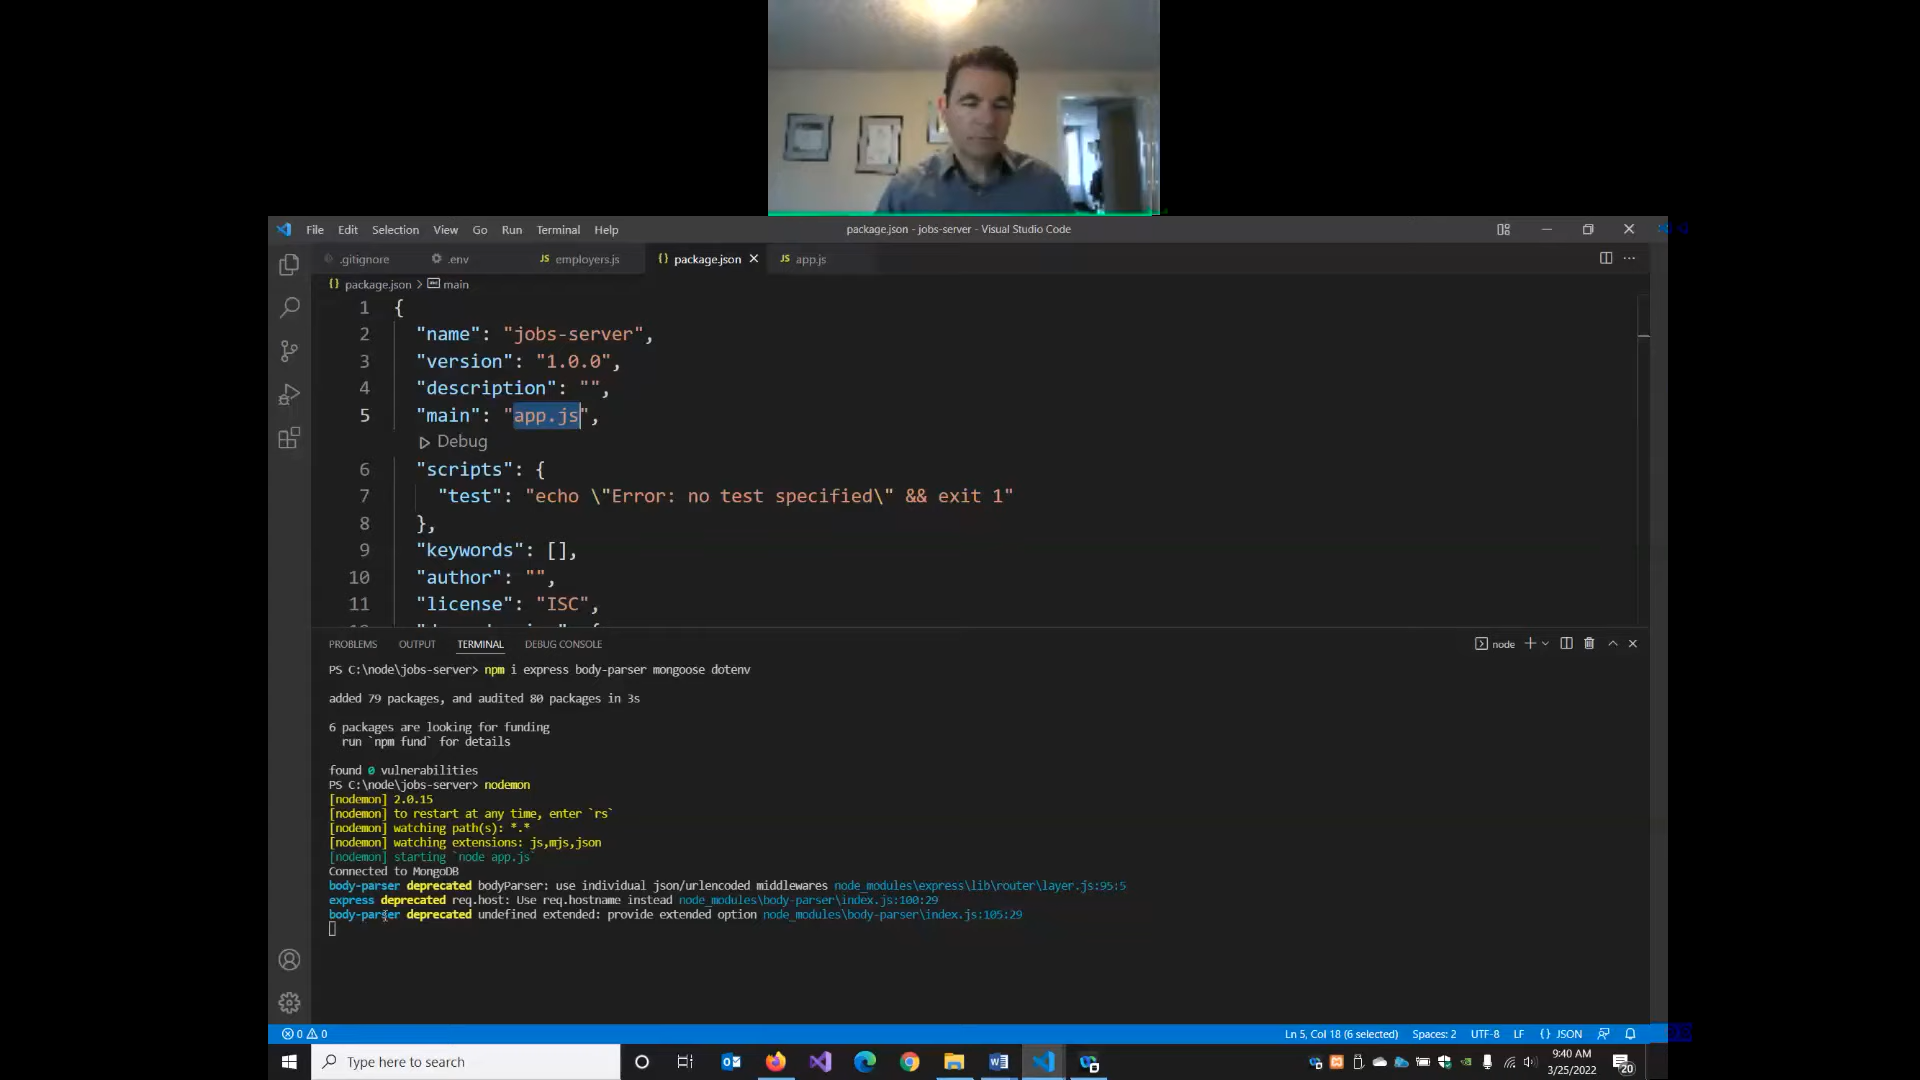 File Edit Selection View Go Run Terminal Help
package.json - jobs-server - Visual Studio Code
.gitignore .env JS employers.js {} package.json JS app.js
{} package.json > main
1 {
2 "name": "jobs-server",
3 "version": "1.0.0",
4 "description": "",
5 "main": "app.js",
Debug
6 "scripts": {
7 "test": "echo \"Error: no test specified\" && exit 1"
8 },
9 "keywords": [],
10 "author": "",
11 "license": "ISC",
PROBLEMS OUTPUT TERMINAL DEBUG CONSOLE
node
PS C:\node\jobs-server> npm i express body-parser mongoose dotenv
added 79 packages, and audited 80 packages in 3s
6 packages are looking for funding
run `npm fund` for details
found 0 vulnerabilities
PS C:\node\jobs-server> nodemon
[nodemon] 2.0.15
[nodemon] to restart at any time, enter `rs`
[nodemon] watching path(s): *.*
[nodemon] watching extensions: js,mjs,json
[nodemon] starting `node app.js`
Connected to MongoDB
body-parser deprecated bodyParser: use individual json/urlencoded middlewares node_modules\express\lib\router\layer.js:95:5
express deprecated req.host: Use req.hostname instead node_modules\body-parser\index.js:100:29
body-parser deprecated undefined extended: provide extended option node_modules\body-parser\index.js:105:29
0 0
Ln 5, Col 18 (6 selected) Spaces: 2 UTF-8 LF {} JSON
Type here to search
9:40 AM
3/25/2022
20